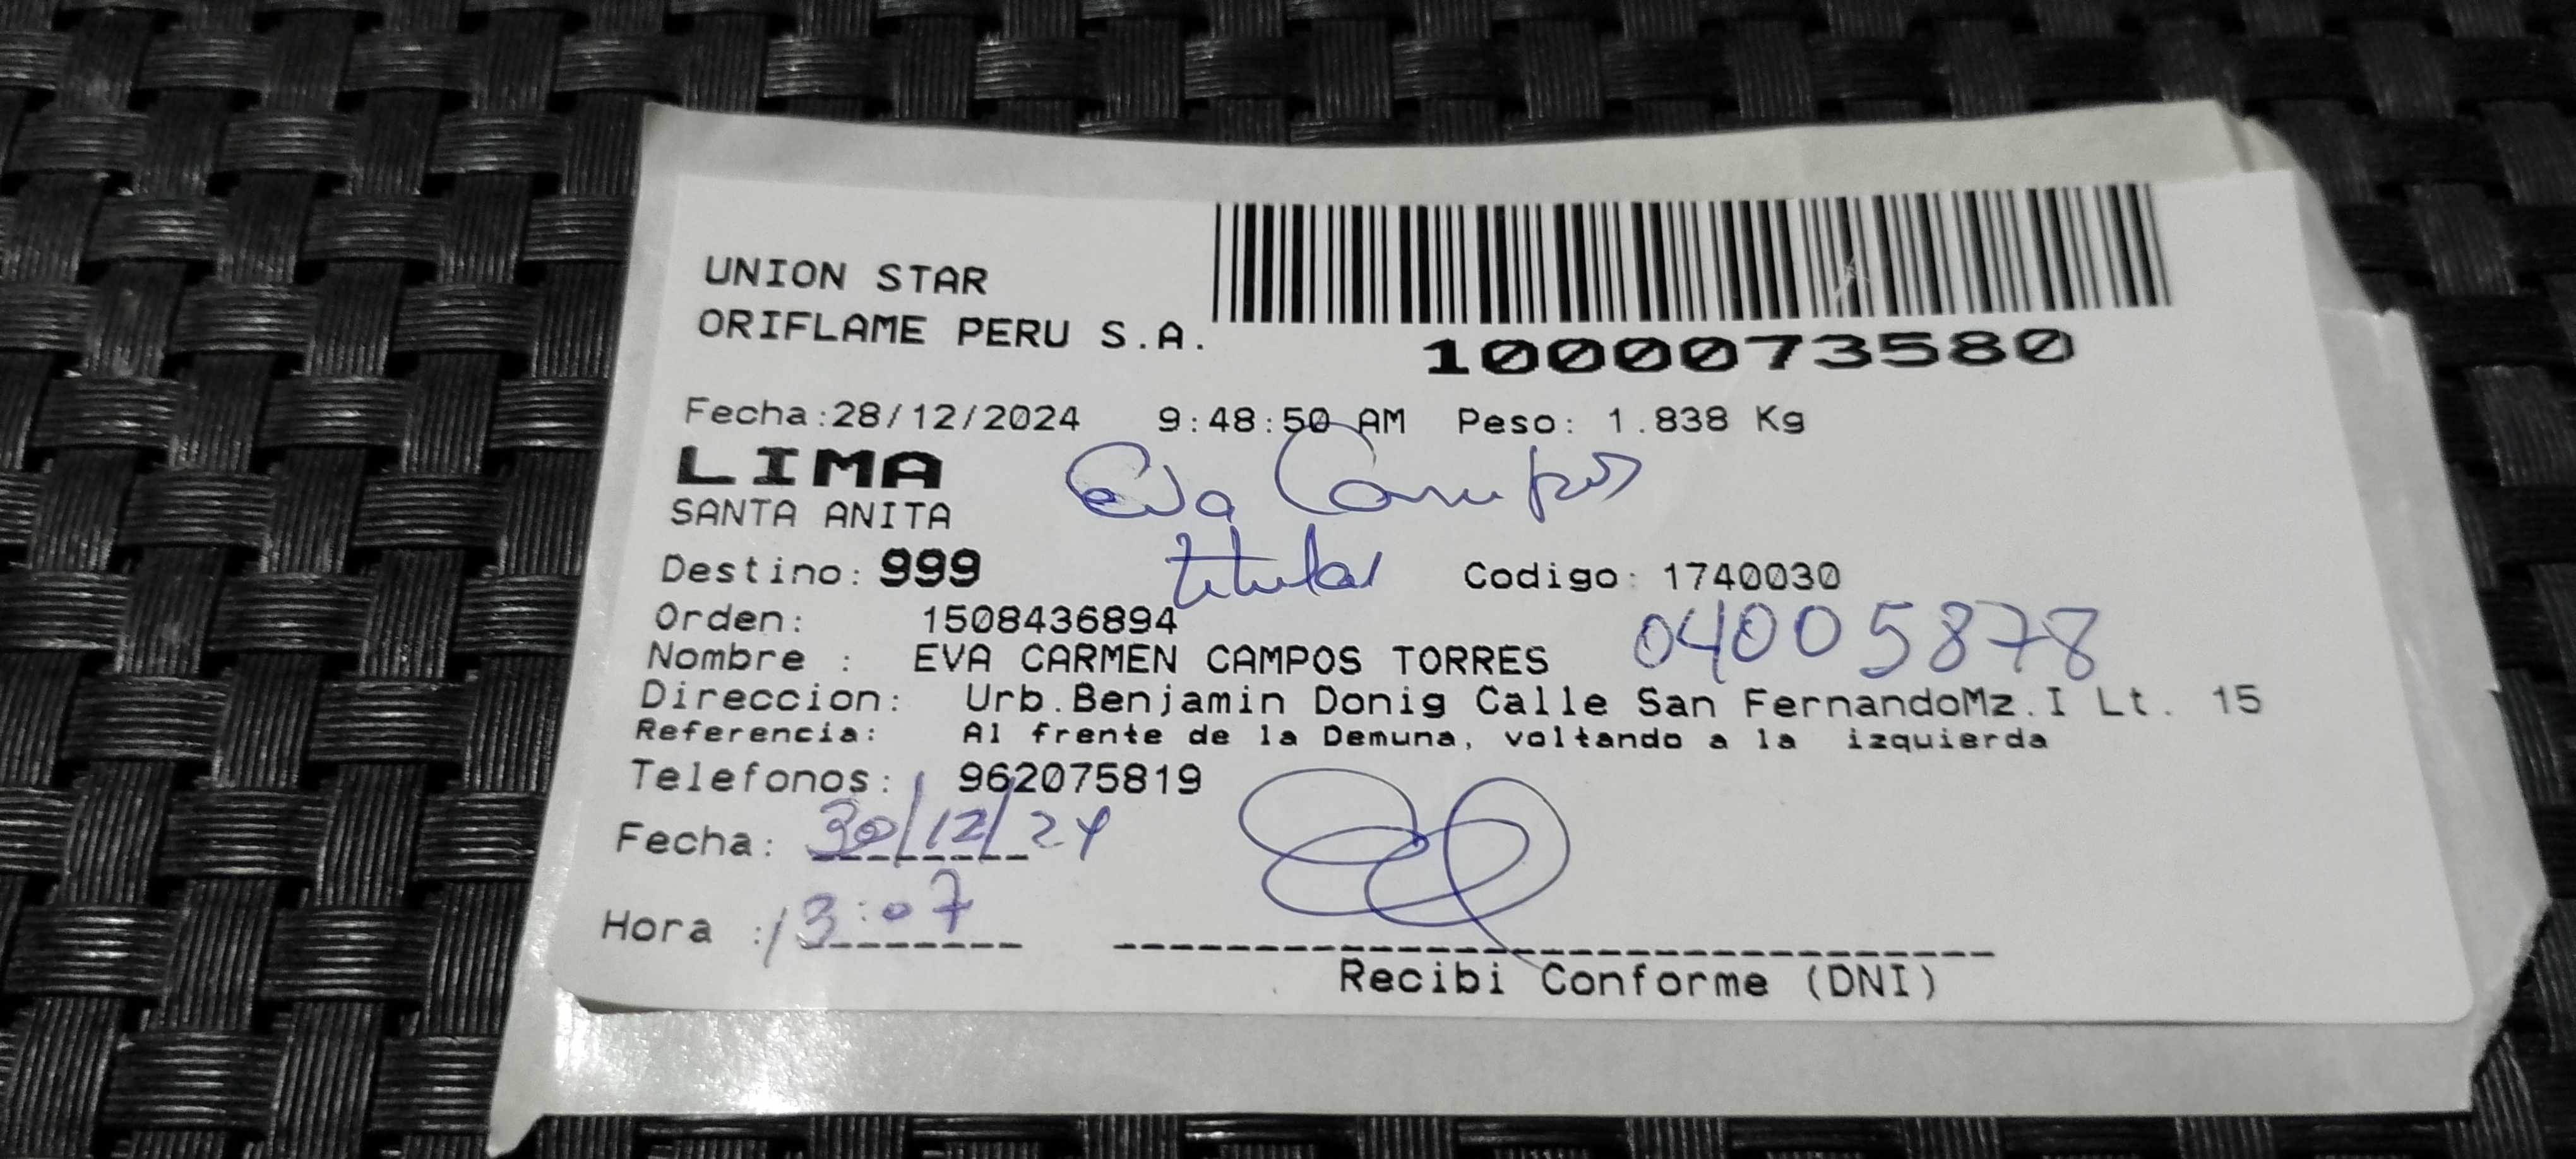 UNION STAR
ORIFLAME PERU S.A.
1000073580
Fecha:28/12/2024 9:48:50 AM Peso: 1.838 Kg
LIMA
Eva Campos
SANTA ANITA
titular
Destino: 999 Codigo: 1740030
Orden: 1508436894
04005878
Nombre : EVA CARMEN CAMPOS TORRES
Direccion: Urb.Benjamin Donig Calle San FernandoMz.I Lt. 15
Referencia: Al frente de la Demuna, voltando a la izquierda
Telefonos: 962075819
Fecha: 30/12/24
Hora :13:07
Recibi Conforme (DNI)